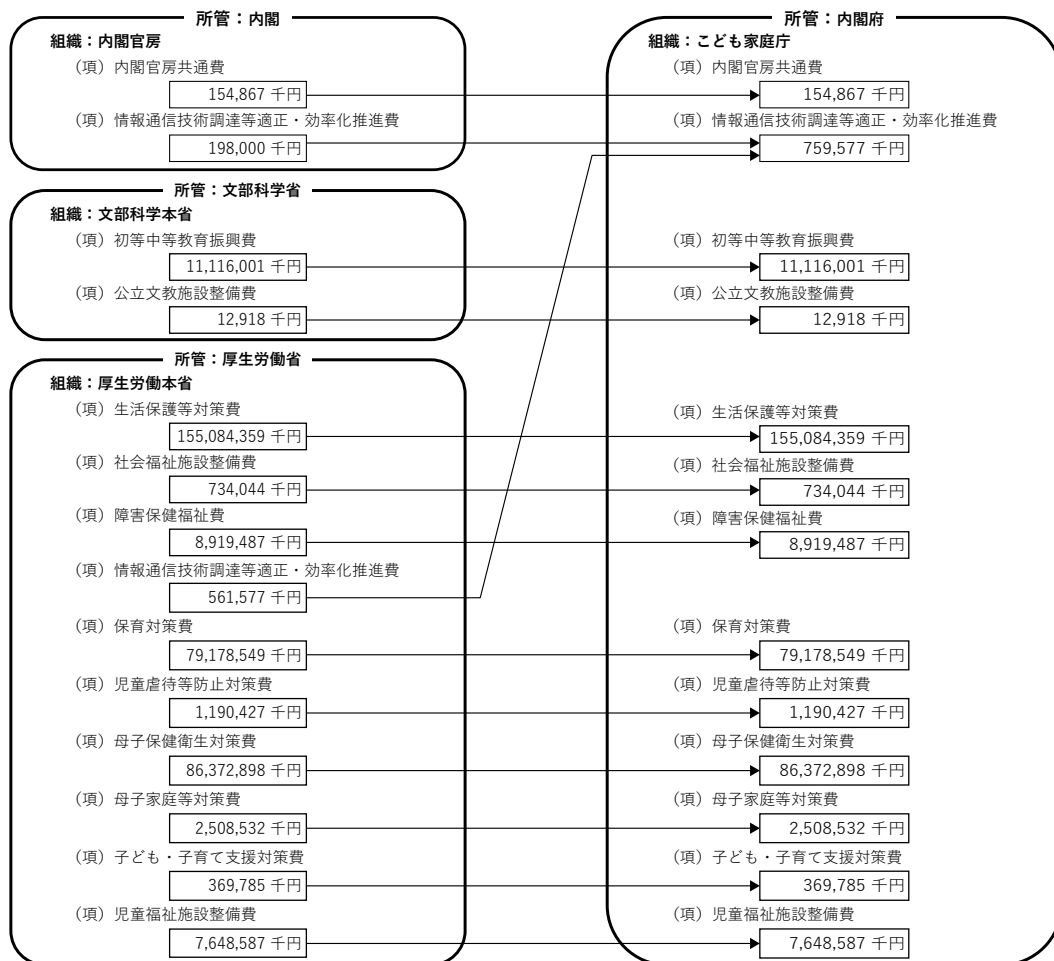 所管：内閣
組織：内閣官房
（項）内閣官房共通費
154,867 千円
（項）情報通信技術調達等適正・効率化推進費
198,000 千円
所管：文部科学省
組織：文部科学本省
（項）初等中等教育振興費
11,116,001 千円
（項）公立文教施設整備費
12,918 千円
所管：厚生労働省
組織：厚生労働本省
（項）生活保護等対策費
155,084,359 千円
（項）社会福祉施設整備費
734,044 千円
（項）障害保健福祉費
8,919,487 千円
（項）情報通信技術調達等適正・効率化推進費
561,577 千円
（項）保育対策費
79,178,549 千円
（項）児童虐待等防止対策費
1,190,427 千円
（項）母子保健衛生対策費
86,372,898 千円
（項）母子家庭等対策費
2,508,532 千円
（項）子ども・子育て支援対策費
369,785 千円
（項）児童福祉施設整備費
7,648,587 千円
所管：内閣府
組織：こども家庭庁
（項）内閣官房共通費
154,867 千円
（項）情報通信技術調達等適正・効率化推進費
759,577 千円
（項）初等中等教育振興費
11,116,001 千円
（項）公立文教施設整備費
12,918 千円
（項）生活保護等対策費
155,084,359 千円
（項）社会福祉施設整備費
734,044 千円
（項）障害保健福祉費
8,919,487 千円
（項）保育対策費
79,178,549 千円
（項）児童虐待等防止対策費
1,190,427 千円
（項）母子保健衛生対策費
86,372,898 千円
（項）母子家庭等対策費
2,508,532 千円
（項）子ども・子育て支援対策費
369,785 千円
（項）児童福祉施設整備費
7,648,587 千円